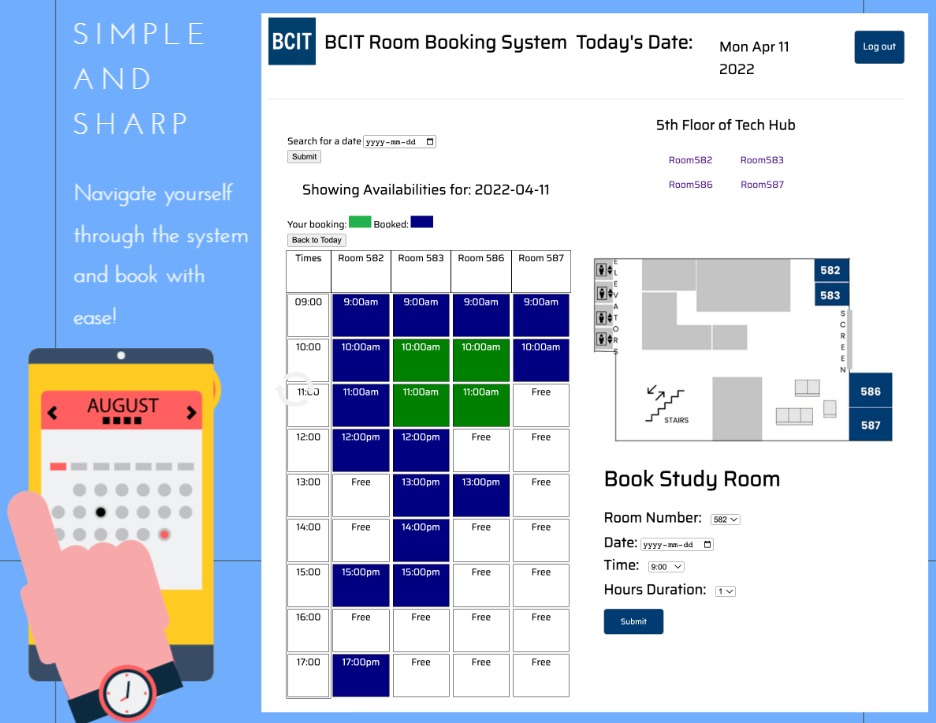 SIMPLE
AND
SHARP
Navigate yourself
through the system
and book with
ease!
AUGUST
BCIT BCIT Room Booking System Today's Date: Mon Apr 11
2022
Log out
Search for a date yyyy-mm-dd
Submit
Showing Availabilities for: 2022-04-11
Your booking: Booked:
Back to Today
Times Room 582 Room 583 Room 586 Room 587
09:00 9:00am 9:00am 9:00am 9:00am
10:00 10:00am 10:00am 10:00am 10:00am
11:00 11:00am 11:00am 11:00am Free
12:00 12:00pm 12:00pm Free Free
13:00 Free 13:00pm 13:00pm Free
14:00 Free 14:00pm Free Free
15:00 15:00pm 15:00pm Free Free
16:00 Free Free Free Free
17:00 17:00pm Free Free Free
5th Floor of Tech Hub
Room582 Room583
Room586 Room587
ELEVATORS
582
583
SCREEN
586
587
STAIRS
Book Study Room
Room Number: 582
Date: yyyy-mm-dd
Time: 9:00
Hours Duration: 1
Submit